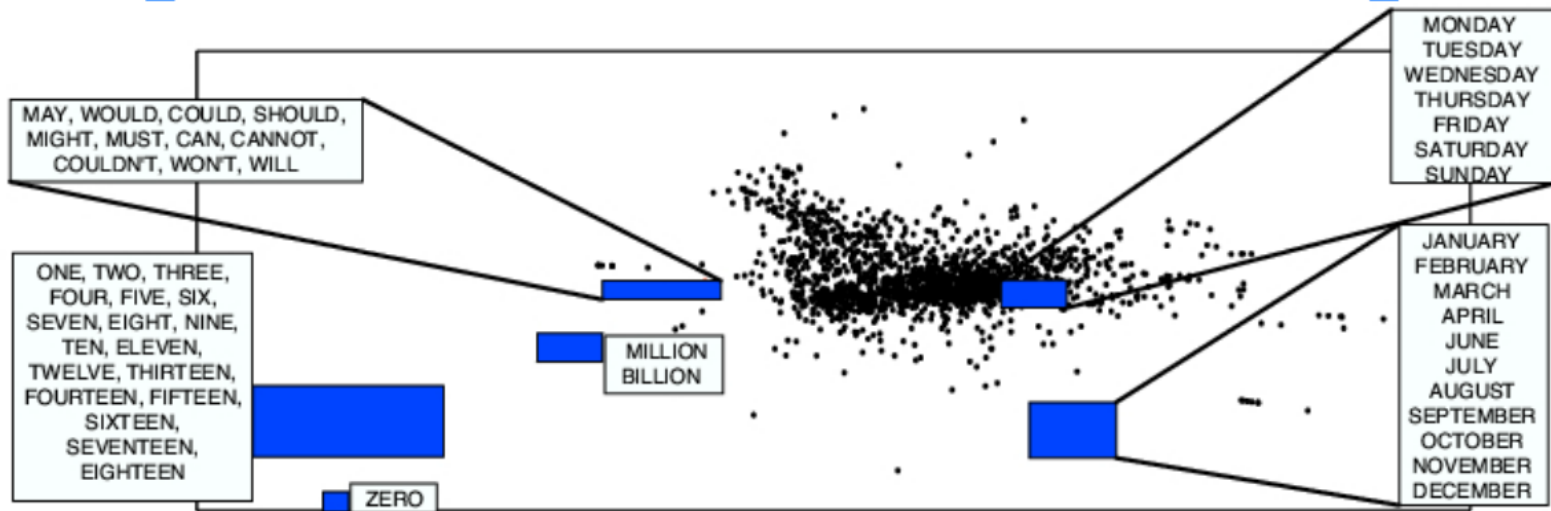 MAY, WOULD, COULD, SHOULD,
MIGHT, MUST, CAN, CANNOT,
COULDN'T, WON'T, WILL
ONE, TWO, THREE,
FOUR, FIVE, SIX,
SEVEN, EIGHT, NINE,
TEN, ELEVEN,
TWELVE, THIRTEEN,
FOURTEEN, FIFTEEN,
SIXTEEN,
SEVENTEEN,
EIGHTEEN
ZERO
MILLION
BILLION
MONDAY
TUESDAY
WEDNESDAY
THURSDAY
FRIDAY
SATURDAY
SUNDAY
JANUARY
FEBRUARY
MARCH
APRIL
JUNE
JULY
AUGUST
SEPTEMBER
OCTOBER
NOVEMBER
DECEMBER